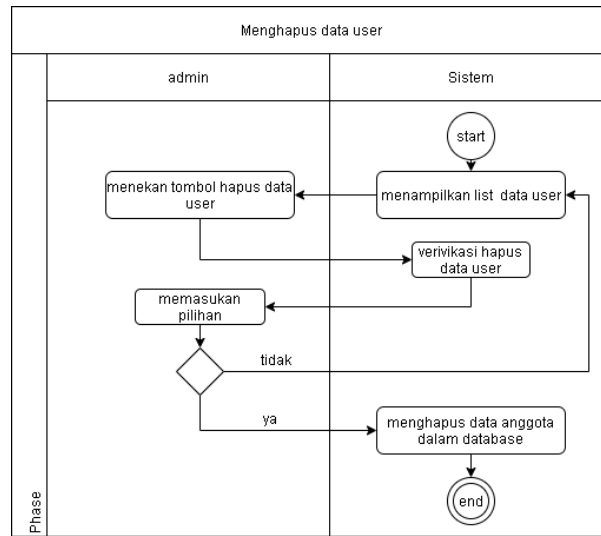 Menghapus data user
admin
Sistem
start
menampilkan list data user
menekan tombol hapus data
user
verivikasi hapus
data user
memasukan
pilihan
tidak
ya
menghapus data anggota
dalam database
end
Phase